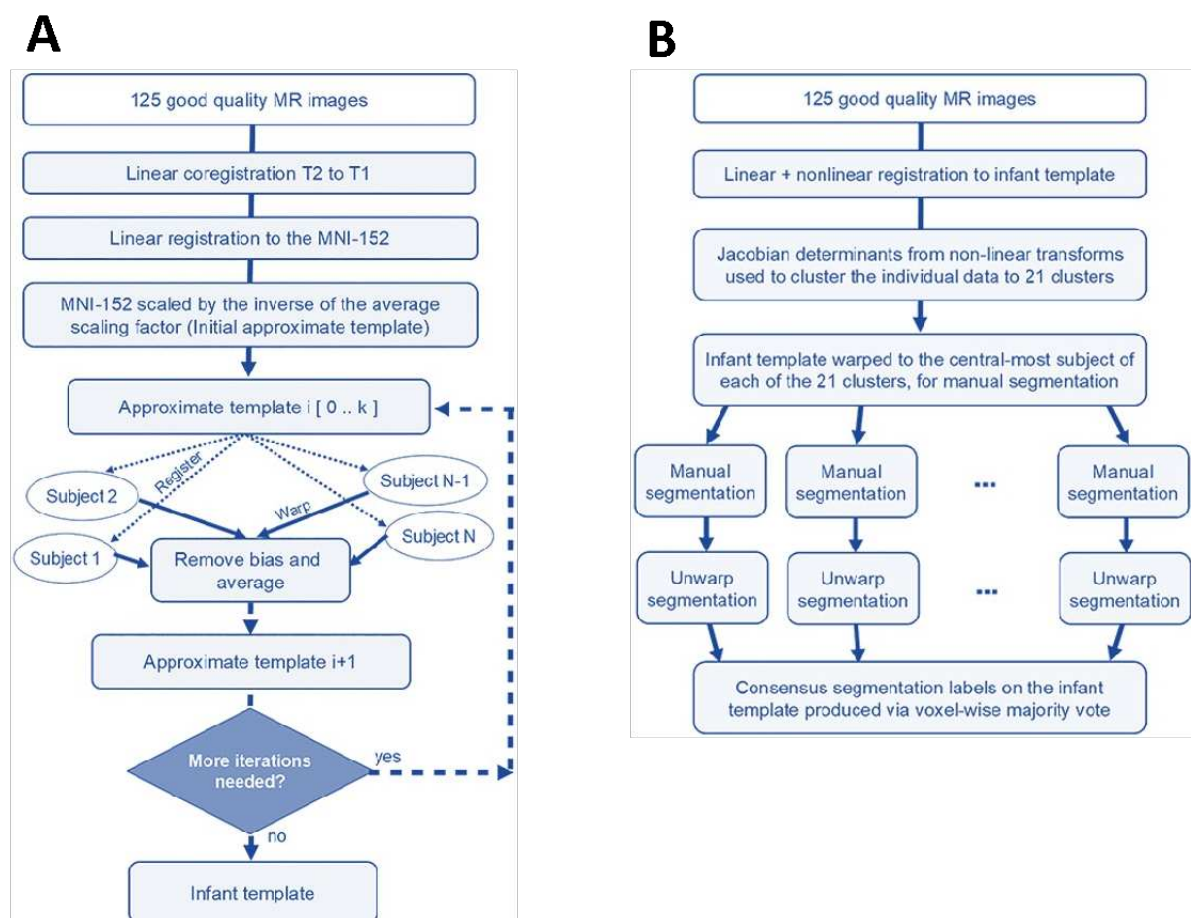 A
125 good quality MR images
Linear coregistration T2 to T1
Linear registration to the MNI-152
MNI-152 scaled by the inverse of the average
scaling factor (Initial approximate template)
Approximate template i [ 0 .. k ]
Register
Subject 2
Subject N-1
Warp
Subject 1
Subject N
Remove bias and
average
Approximate template i+1
More iterations
needed?
yes
no
Infant template
B
125 good quality MR images
Linear + nonlinear registration to infant template
Jacobian determinants from non-linear transforms
used to cluster the individual data to 21 clusters
Infant template warped to the central-most subject of
each of the 21 clusters, for manual segmentation
Manual
segmentation
Manual
segmentation
...
Manual
segmentation
Unwarp
segmentation
Unwarp
segmentation
...
Unwarp
segmentation
Consensus segmentation labels on the infant
template produced via voxel-wise majority vote